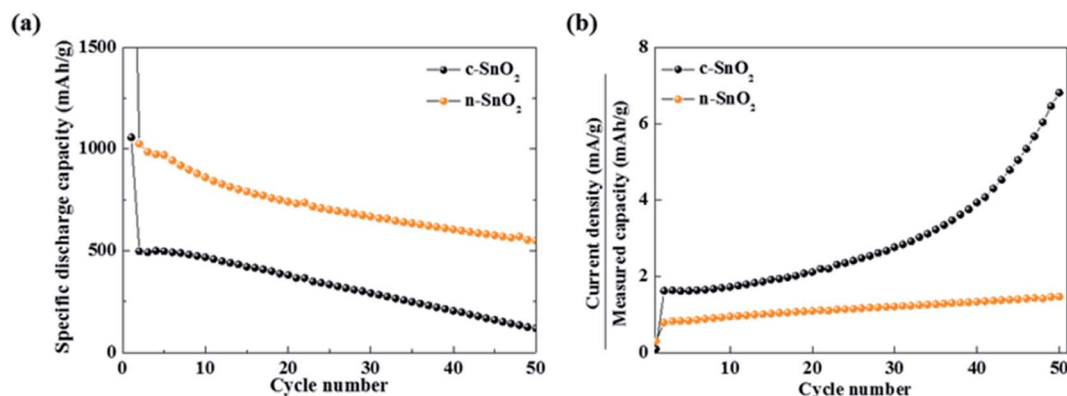 (a)
Specific discharge capacity (mAh/g)
1500
1000
500
0
c-SnO₂
n-SnO₂
0 10 20 30 40 50
Cycle number
(b)
Current density (mA/g)
Measured capacity (mAh/g)
8
6
4
2
0
c-SnO₂
n-SnO₂
10 20 30 40 50
Cycle number